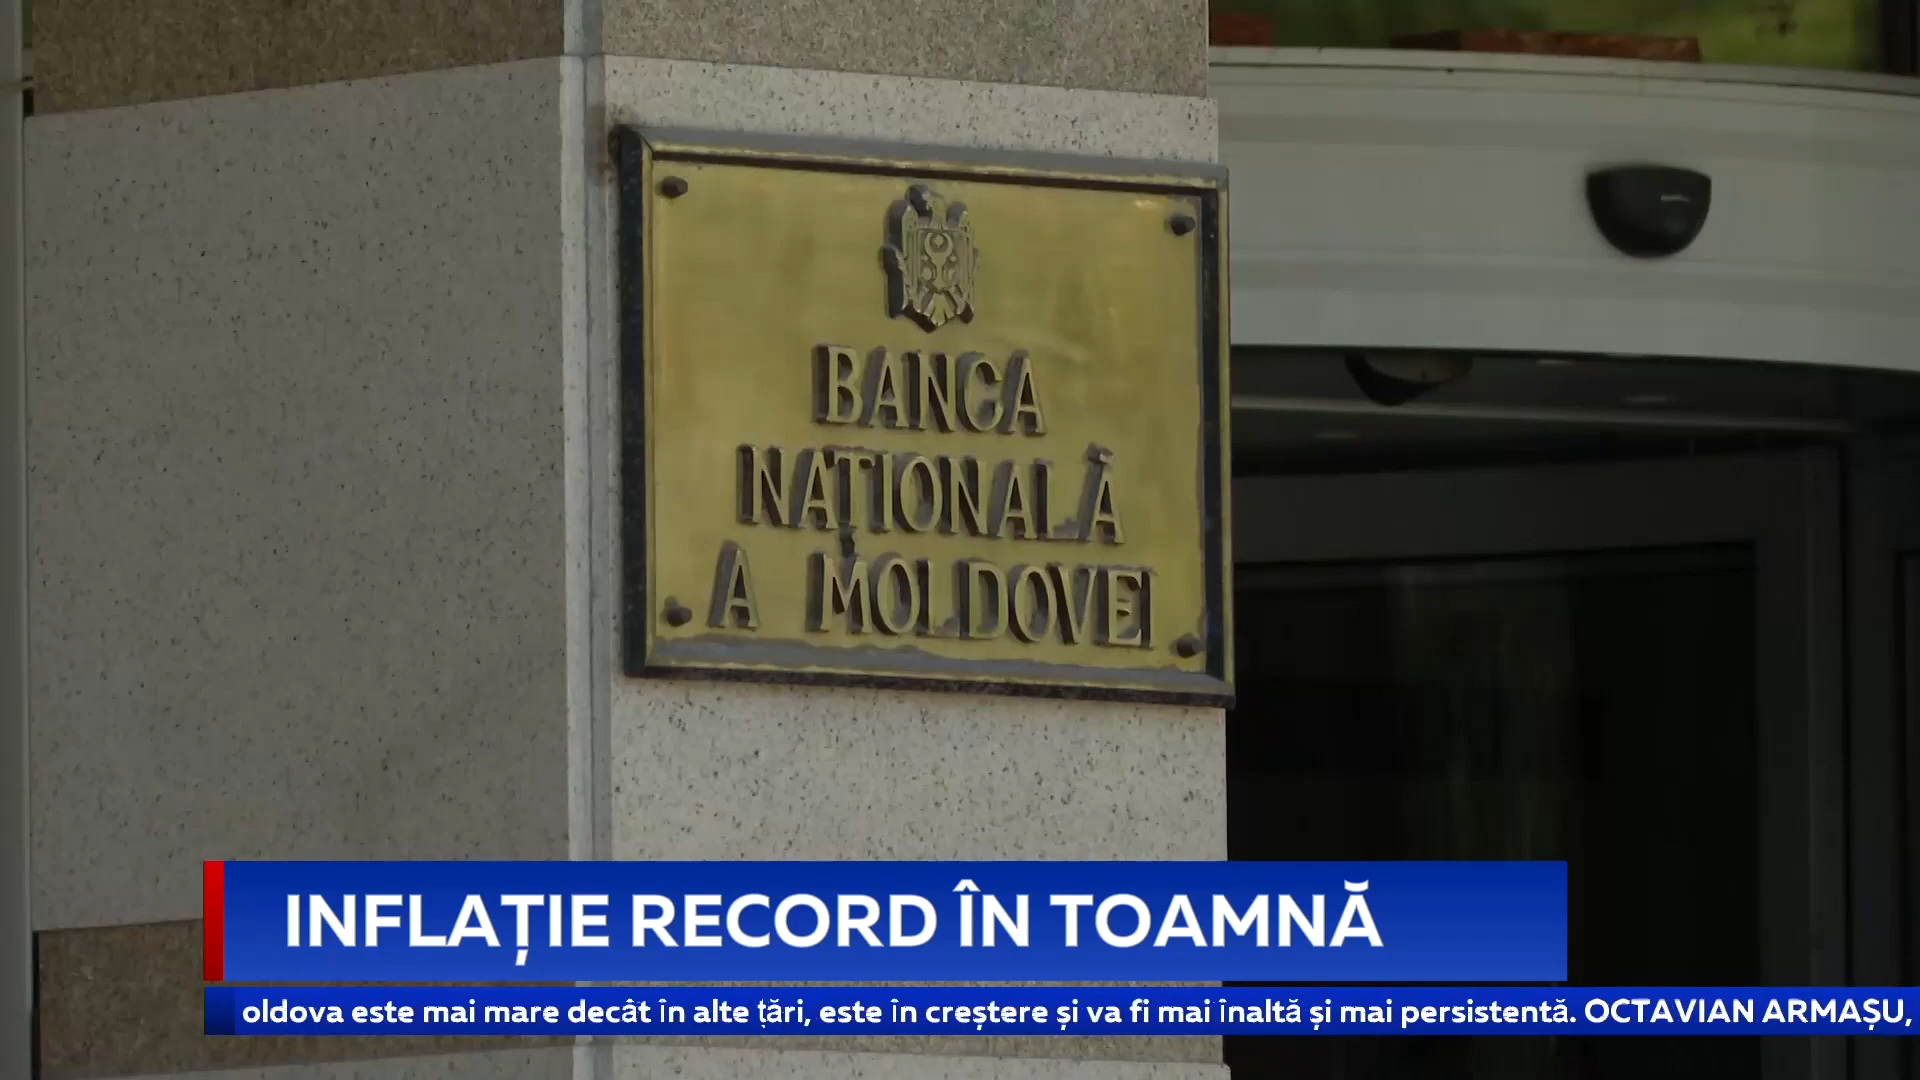 BANCA
NAȚIONALĂ
A MOLDOVEI
INFLAȚIE RECORD ÎN TOAMNĂ
oldova este mai mare decât în alte țări, este în creștere și va fi mai înaltă și mai persistentă. OCTAVIAN ARMAȘU,